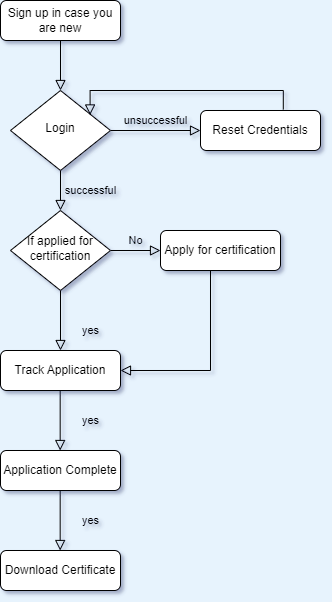 Sign up in case you
are new
Login
unsuccessful
Reset Credentials
successful
If applied for
certification
No
Apply for certification
yes
Track Application
yes
Application Complete
yes
Download Certificate